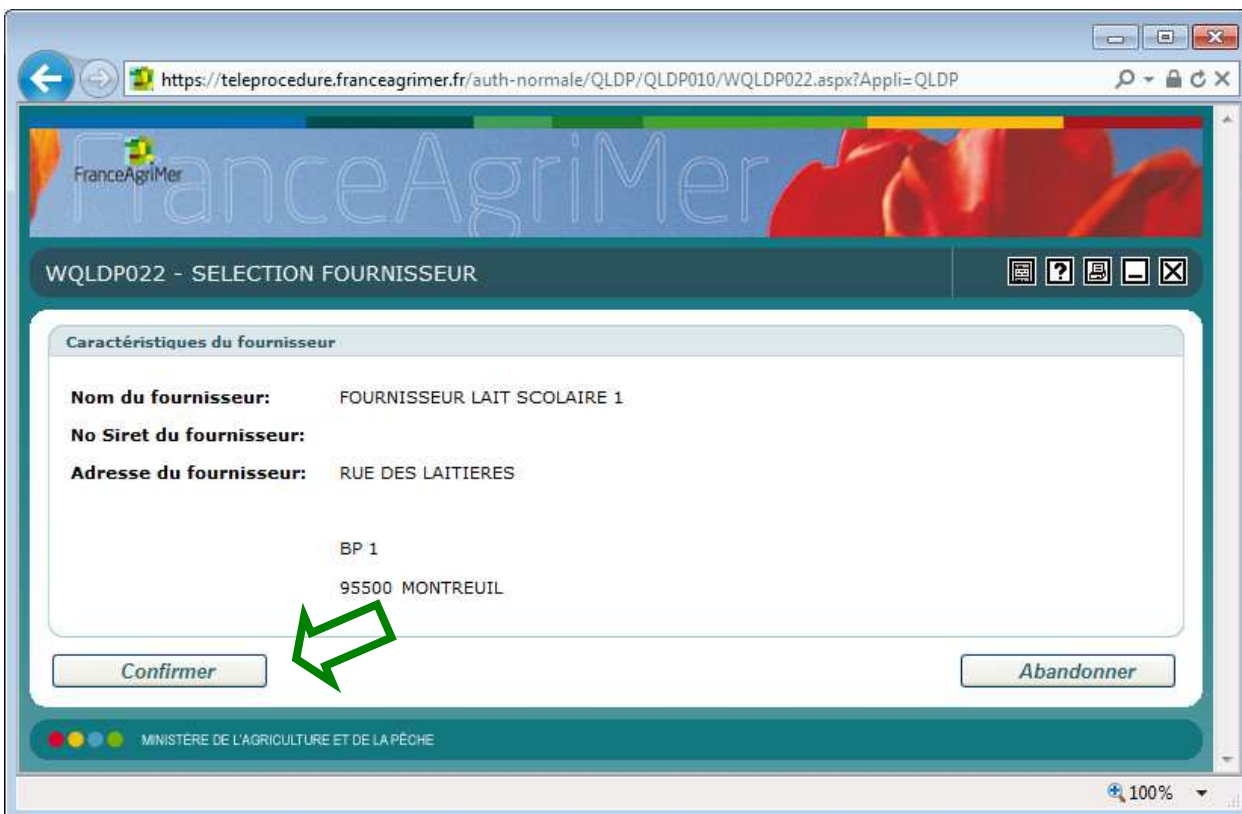 https://teleprocedure.franceagrimer.fr/auth-normale/QLDP/QLDP010/WQLDP022.aspx?Appli=QLDP
FranceAgriMer
FranceAgriMer
WQLDP022 - SELECTION FOURNISSEUR
Caractéristiques du fournisseur
Nom du fournisseur: FOURNISSEUR LAIT SCOLAIRE 1
No Siret du fournisseur:
Adresse du fournisseur: RUE DES LAITIERES
BP 1
95500 MONTREUIL
Confirmer Abandonner
MINISTÈRE DE L'AGRICULTURE ET DE LA PÊCHE
100%